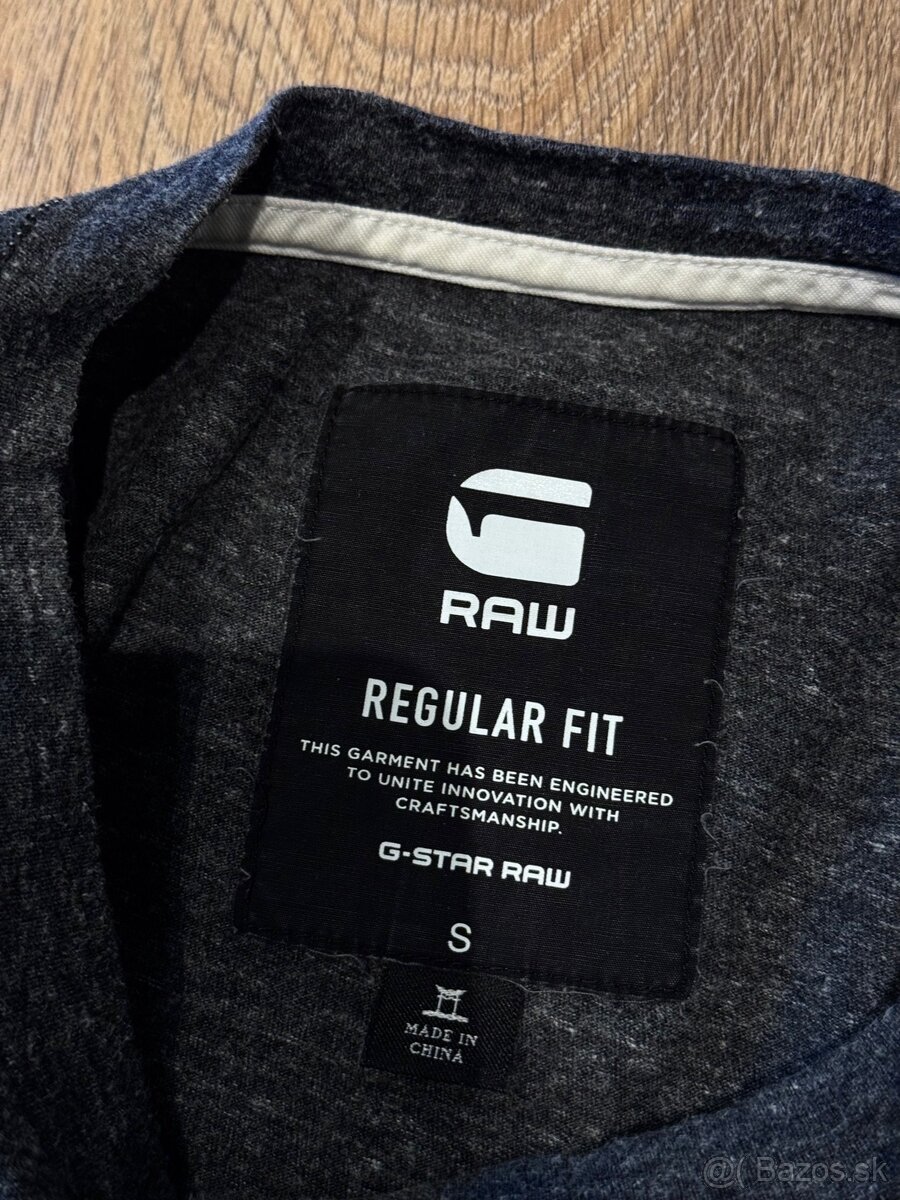 RAW
REGULAR FIT
THIS GARMENT HAS BEEN ENGINEERED
TO UNITE INNOVATION WITH
CRAFTSMANSHIP.
G-STAR RAW
S
MADE IN
CHINA
@( Bazos.sk